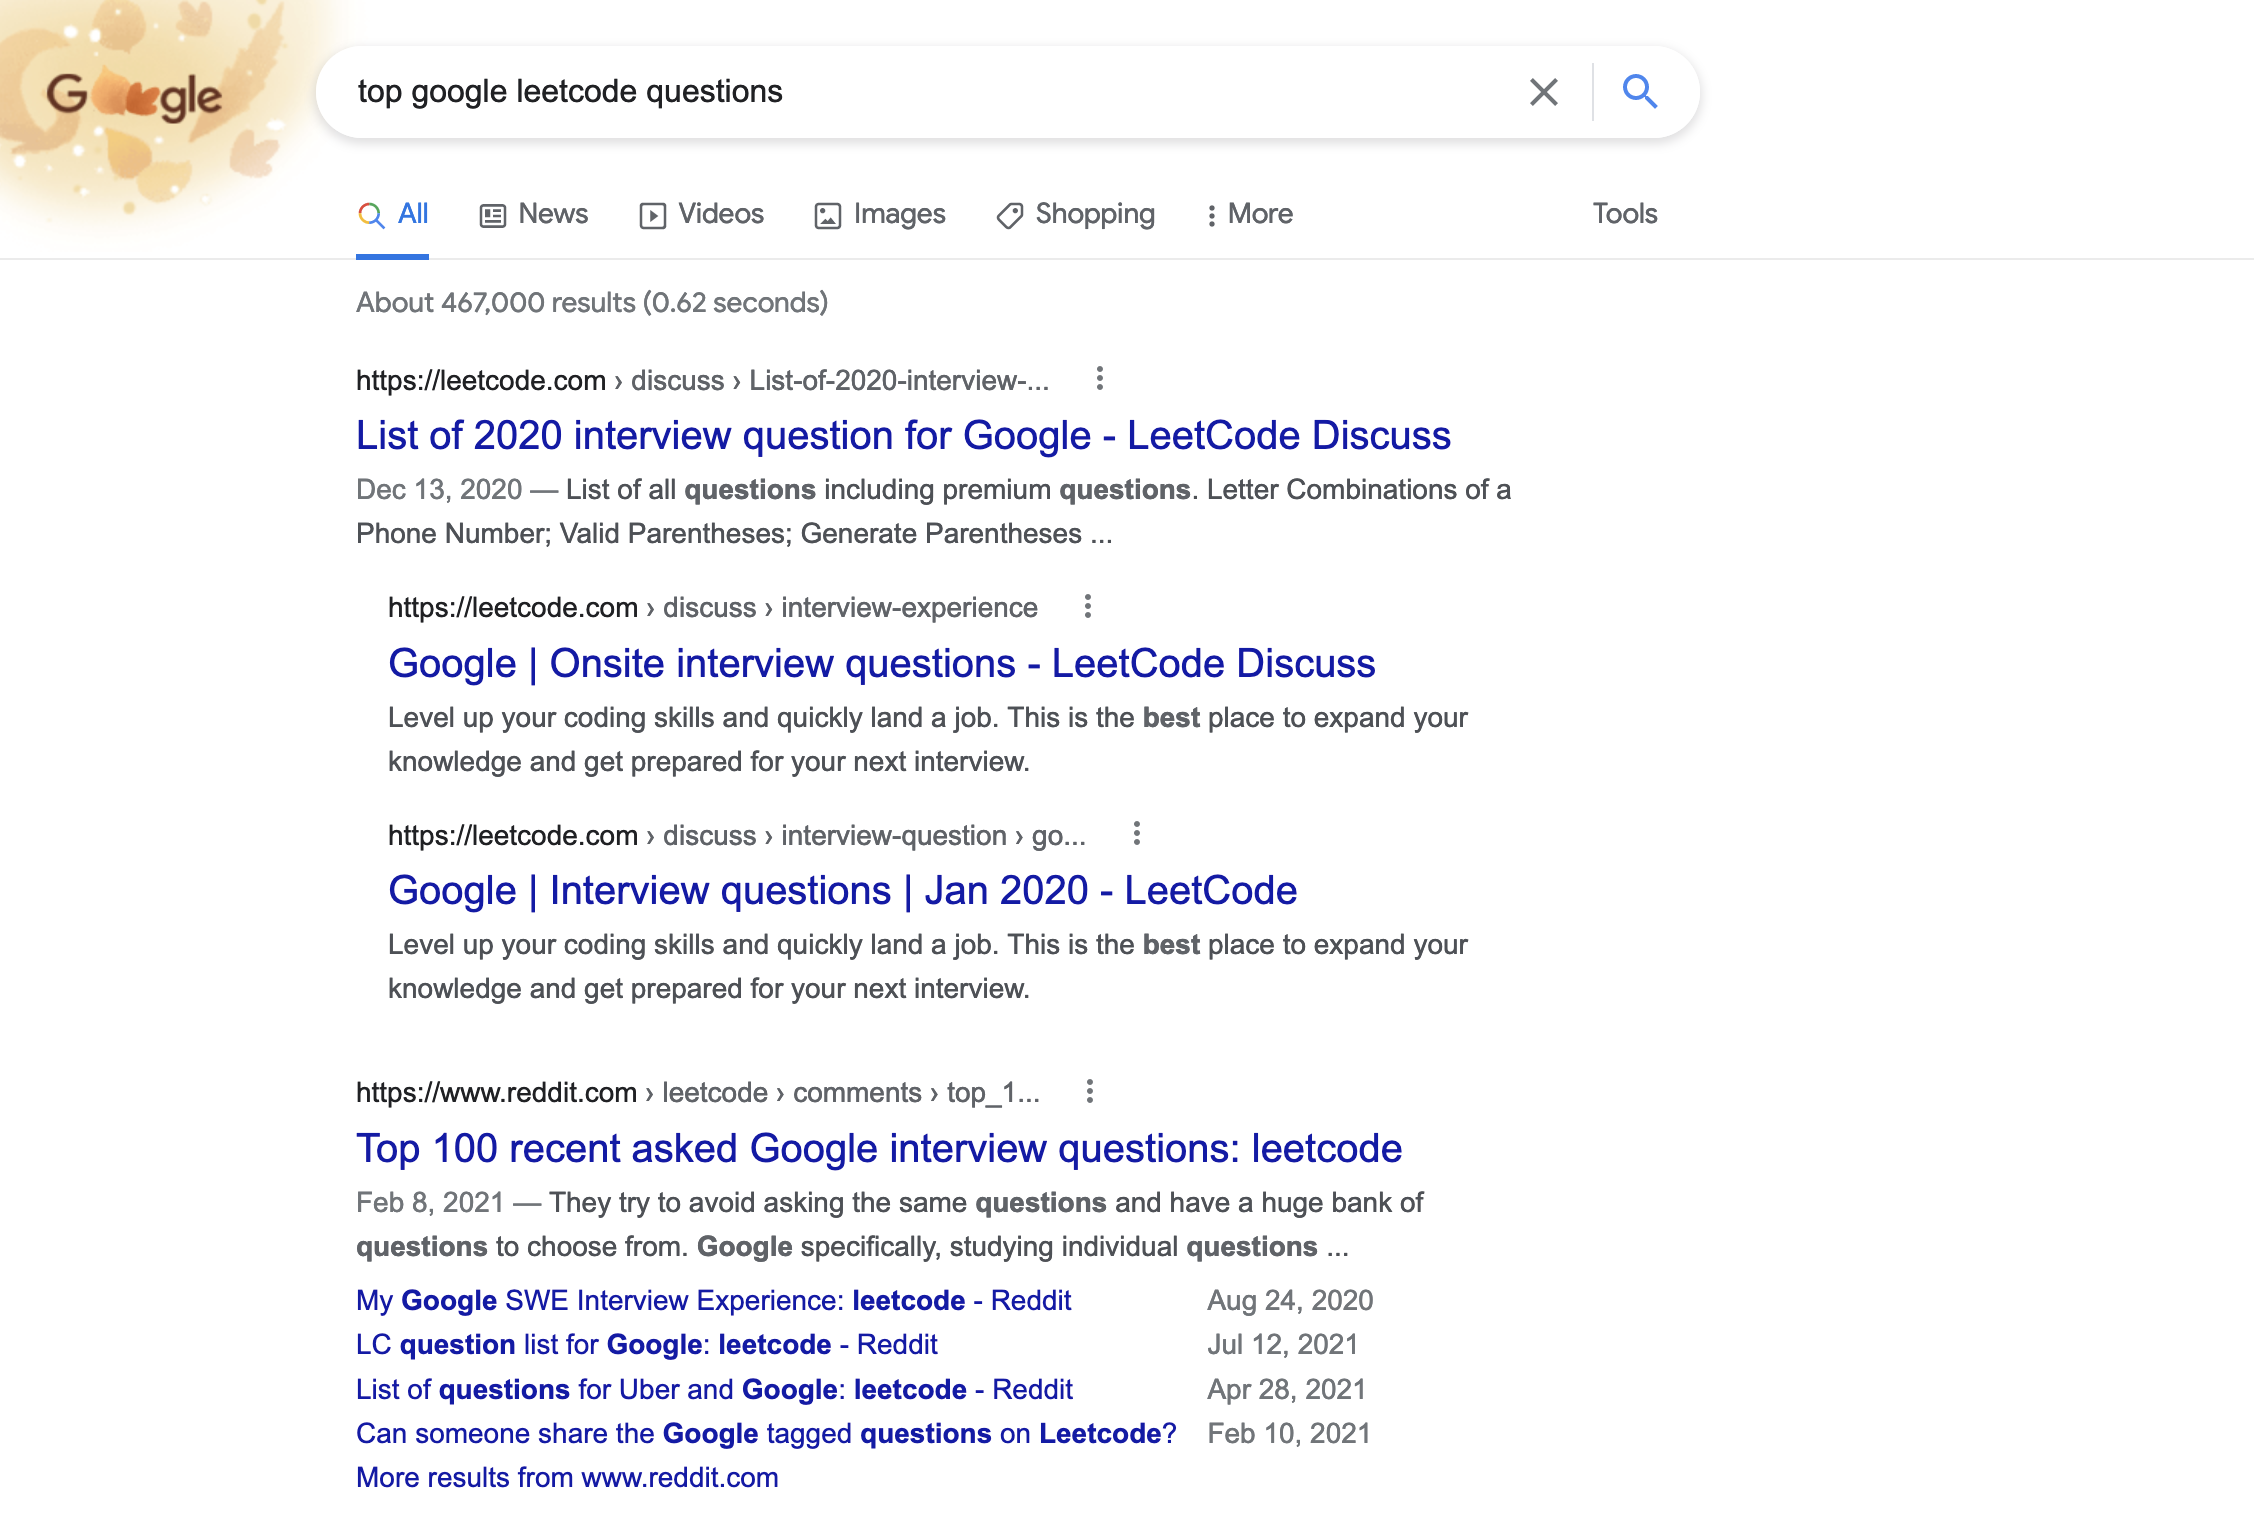 Google
top google leetcode questions
All
News
Videos
Images
Shopping
More
Tools
About 467,000 results (0.62 seconds)
https://leetcode.com › discuss › List-of-2020-interview-...
List of 2020 interview question for Google - LeetCode Discuss
Dec 13, 2020 — List of all questions including premium questions. Letter Combinations of a
Phone Number; Valid Parentheses; Generate Parentheses ...
https://leetcode.com › discuss › interview-experience
Google | Onsite interview questions - LeetCode Discuss
Level up your coding skills and quickly land a job. This is the best place to expand your
knowledge and get prepared for your next interview.
https://leetcode.com › discuss › interview-question › go...
Google | Interview questions | Jan 2020 - LeetCode
Level up your coding skills and quickly land a job. This is the best place to expand your
knowledge and get prepared for your next interview.
https://www.reddit.com › leetcode › comments › top_1...
Top 100 recent asked Google interview questions: leetcode
Feb 8, 2021 — They try to avoid asking the same questions and have a huge bank of
questions to choose from. Google specifically, studying individual questions ...
My Google SWE Interview Experience: leetcode - Reddit Aug 24, 2020
LC question list for Google: leetcode - Reddit Jul 12, 2021
List of questions for Uber and Google: leetcode - Reddit Apr 28, 2021
Can someone share the Google tagged questions on Leetcode? Feb 10, 2021
More results from www.reddit.com